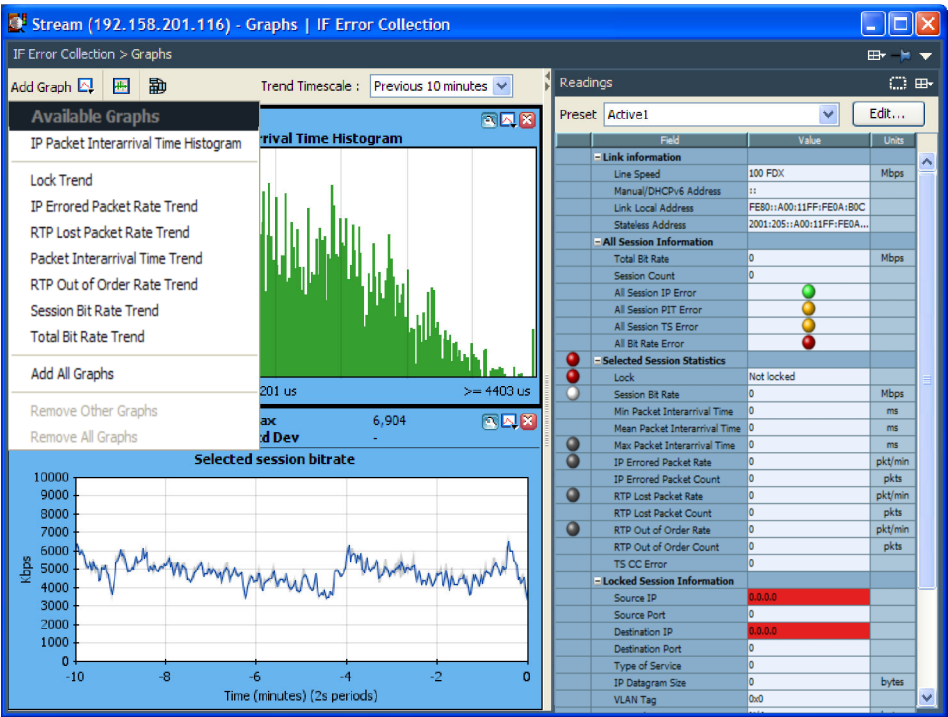 Stream (192.158.201.116) - Graphs | IF Error Collection
IF Error Collection > Graphs
Add Graph
Trend Timescale : Previous 10 minutes
Available Graphs
IP Packet Interarrival Time Histogram
Lock Trend
IP Errored Packet Rate Trend
RTP Lost Packet Rate Trend
Packet Interarrival Time Trend
RTP Out of Order Rate Trend
Session Bit Rate Trend
Total Bit Rate Trend
Add All Graphs
Remove Other Graphs
Remove All Graphs
rrival Time Histogram
201 us >= 4403 us
ax 6,904
d Dev -
Selected session bitrate
Kbps
10000
9000
8000
7000
6000
5000
4000
3000
2000
1000
0
-10 -8 -6 -4 -2 0
Time (minutes) (2s periods)
Readings
Preset Active1 Edit...
Field Value Units
Link information
Line Speed 100 FDX Mbps
Manual/DHCPv6 Address ::
Link Local Address FE80::A00:11FF:FE0A:B0C
Stateless Address 2001:205::A00:11FF:FE0A...
All Session Information
Total Bit Rate 0 Mbps
Session Count 0
All Session IP Error
All Session PIT Error
All Session TS Error
All Bit Rate Error
Selected Session Statistics
Lock Not locked
Session Bit Rate 0 Mbps
Min Packet Interarrival Time 0 ms
Mean Packet Interarrival Time 0 ms
Max Packet Interarrival Time 0 ms
IP Errored Packet Rate 0 pkt/min
IP Errored Packet Count 0 pkts
RTP Lost Packet Rate 0 pkt/min
RTP Lost Packet Count 0 pkts
RTP Out of Order Rate 0 pkt/min
RTP Out of Order Count 0 pkts
TS CC Error 0
Locked Session Information
Source IP 0.0.0.0
Source Port 0
Destination IP 0.0.0.0
Destination Port 0
Type of Service 0
IP Datagram Size 0 bytes
VLAN Tag 0x0